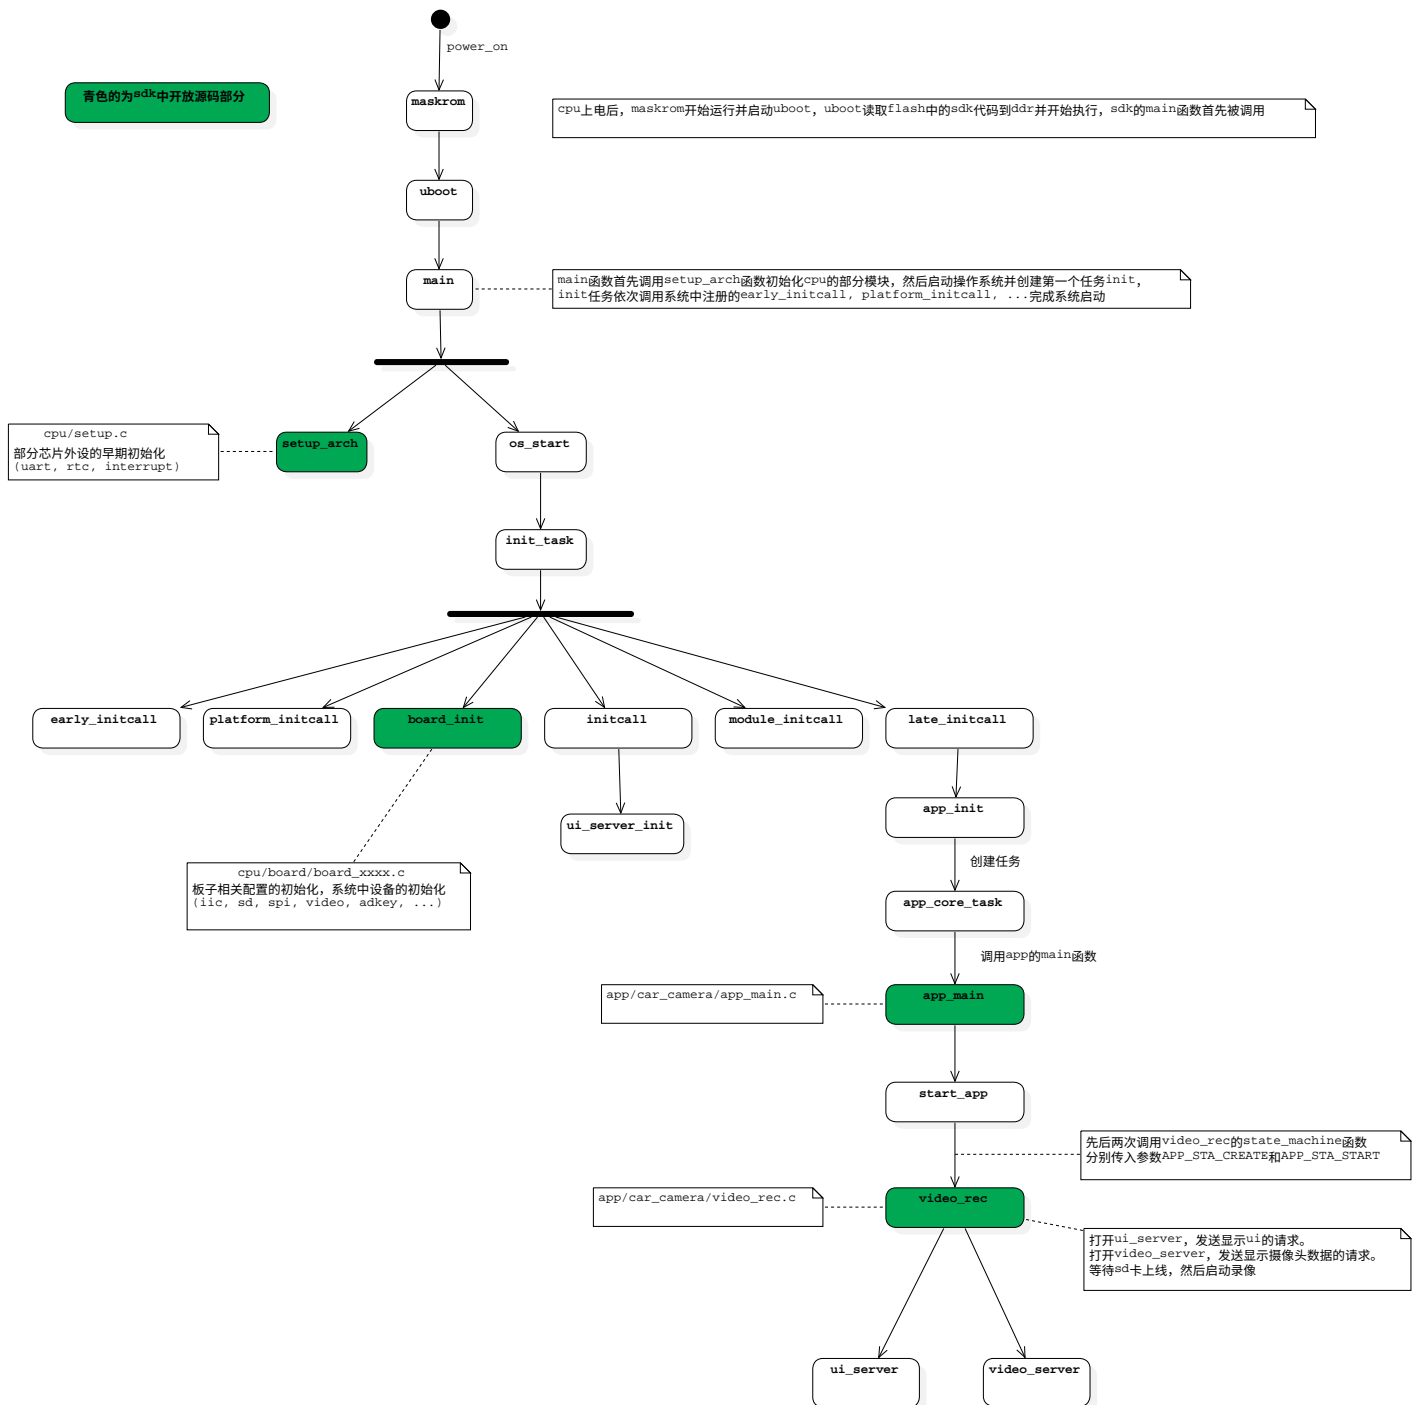 power_on
青色的为sdk中开放源码部分
maskrom
cpu上电后，maskrom开始运行并启动uboot，uboot读取flash中的sdk代码到ddr并开始执行，sdk的main函数首先被调用
uboot
main
main函数首先调用setup_arch函数初始化cpu的部分模块，然后启动操作系统并创建第一个任务init，
init任务依次调用系统中注册的early_initcall, platform_initcall, ...完成系统启动
cpu/setup.c
部分芯片外设的早期初始化
(uart, rtc, interrupt)
setup_arch
os_start
init_task
early_initcall
platform_initcall
board_init
initcall
module_initcall
late_initcall
app_init
ui_server_init
创建任务
cpu/board/board_xxxx.c
板子相关配置的初始化，系统中设备的初始化
(iic, sd, spi, video, adkey, ...)
app_core_task
调用app的main函数
app/car_camera/app_main.c
app_main
start_app
先后两次调用video_rec的state_machine函数
分别传入参数APP_STA_CREATE和APP_STA_START
app/car_camera/video_rec.c
video_rec
打开ui_server，发送显示ui的请求。
打开video_server，发送显示摄像头数据的请求。
等待sd卡上线，然后启动录像
ui_server
video_server